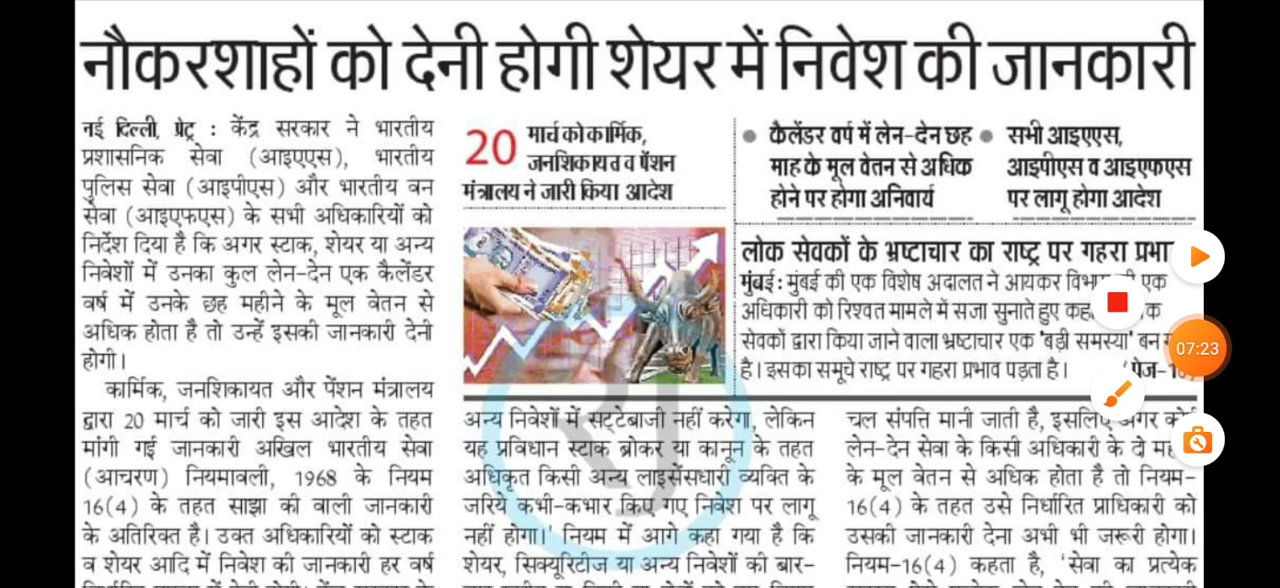 नौकरशाहों को देनी होगी शेयर में निवेश की जानकारी
नई दिल्ली, प्रेट्र : केंद्र सरकार ने भारतीय
प्रशासनिक सेवा (आइएएस), भारतीय
पुलिस सेवा (आइपीएस) और भारतीय वन
सेवा (आइएफएस) के सभी अधिकारियों को
निर्देश दिया है कि अगर स्टाक, शेयर या अन्य
निवेशों में उनका कुल लेन-देन एक कैलेंडर
वर्ष में उनके छह महीने के मूल वेतन से
अधिक होता है तो उन्हें इसकी जानकारी देनी
होगी।
कार्मिक, जनशिकायत और पेंशन मंत्रालय
द्वारा 20 मार्च को जारी इस आदेश के तहत
मांगी गई जानकारी अखिल भारतीय सेवा
(आचरण) नियमावली, 1968 के नियम
16(4) के तहत साझा की वाली जानकारी
के अतिरिक्त है। उक्त अधिकारियों को स्टाक
व शेयर आदि में निवेश की जानकारी हर वर्ष
20 मार्च को कार्मिक,
जनशिकायत व पेंशन
मंत्रालय ने जारी किया आदेश
कैलेंडर वर्ष में लेन-देन छह
माह के मूल वेतन से अधिक
होने पर होगा अनिवार्य
सभी आइएएस,
आइपीएस व आइएफएस
पर लागू होगा आदेश
लोक सेवकों के भ्रष्टाचार का राष्ट्र पर गहरा
मुंबई : मुंबई की एक विशेष अदालत ने आयकर एक
अधिकारी को रिश्वत मामले में सजा सुनाते हुए
सेवकों द्वारा किया जाने वाला भ्रष्टाचार एक 'बड़ी समस्या' बन
है। इसका समूचे राष्ट्र पर गहरा प्रभाव पड़ता है।
अन्य निवेशों में सट्टेबाजी नहीं करेगा, लेकिन
यह प्रविधान स्टाक ब्रोकर या कानून के तहत
अधिकृत किसी अन्य लाइसेंसधारी व्यक्ति के
जरिये कभी-कभार किए गए निवेश पर लागू
नहीं होगा।' नियम में आगे कहा गया है कि
शेयर, सिक्युरिटीज या अन्य निवेशों की बार-
चल संपत्ति मानी जाती है, इसलिए अगर
लेन-देन सेवा के किसी अधिकारी के दो
के मूल वेतन से अधिक होता है तो नियम-
16(4) के तहत उसे निर्धारित प्राधिकारी को
उसकी जानकारी देना अभी भी जरूरी होगा।
नियम-16(4) कहता है, 'सेवा का प्रत्येक
07:23